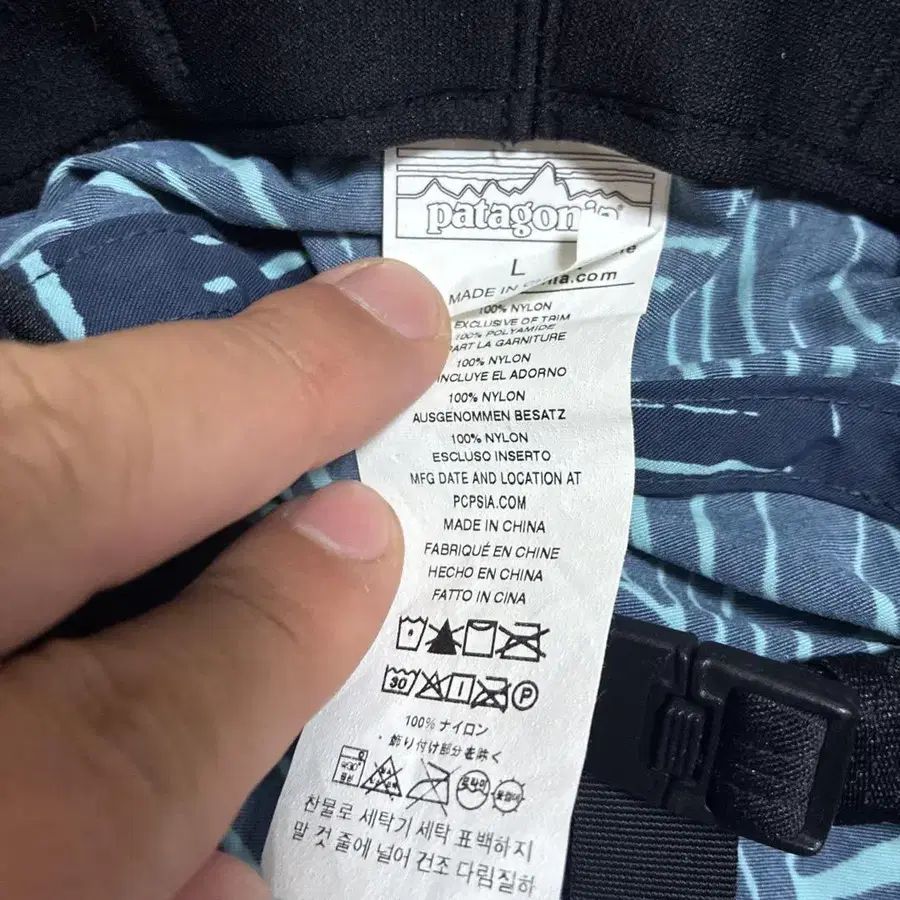 patagonia
L
MADE IN
.com
100% NYLON
EXCLUSIVE OF TRIM
100% POLYAMIDE
PART LA GARNITURE
100% NYLON
INCLUYE EL ADORNO
100% NYLON
AUSGENOMMEN BESATZ
100% NYLON
ESCLUSO INSERTO
MFG DATE AND LOCATION AT
PCPSIA.COM
MADE IN CHINA
FABRIQUÉ EN CHINE
HECHO EN CHINA
FATTO IN CINA
30 P
100% ナイロン
・飾り付け部分を除く
찬물로 세탁기 세탁 표백하지
말 것 줄에 널어 건조 다림질하